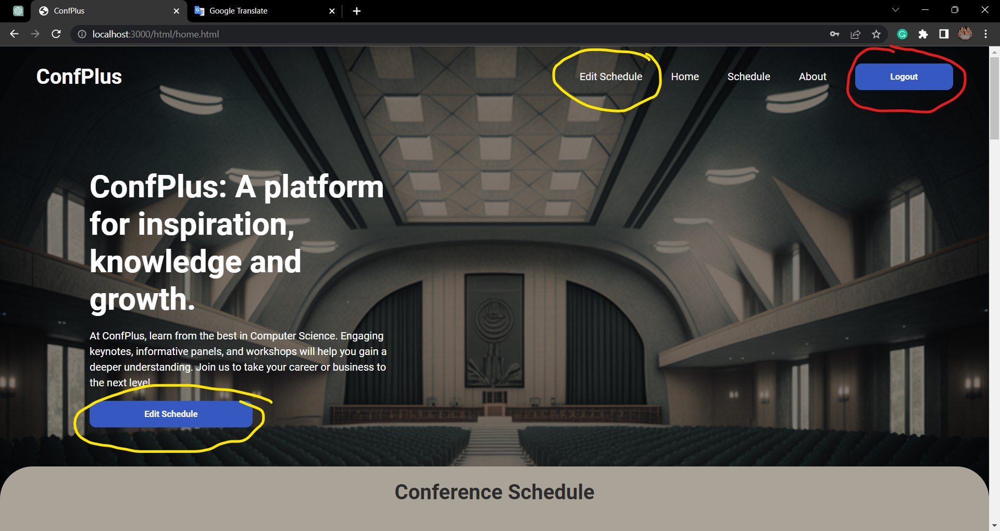 ConfPlus
Google Translate
localhost:3000/html/home.html
ConfPlus
Edit Schedule
Home
Schedule
About
Logout
ConfPlus: A platform
for inspiration,
knowledge and
growth.
At ConfPlus, learn from the best in Computer Science. Engaging
keynotes, informative panels, and workshops will help you gain a
deeper understanding. Join us to take your career or business to
the next level
Edit Schedule
Conference Schedule